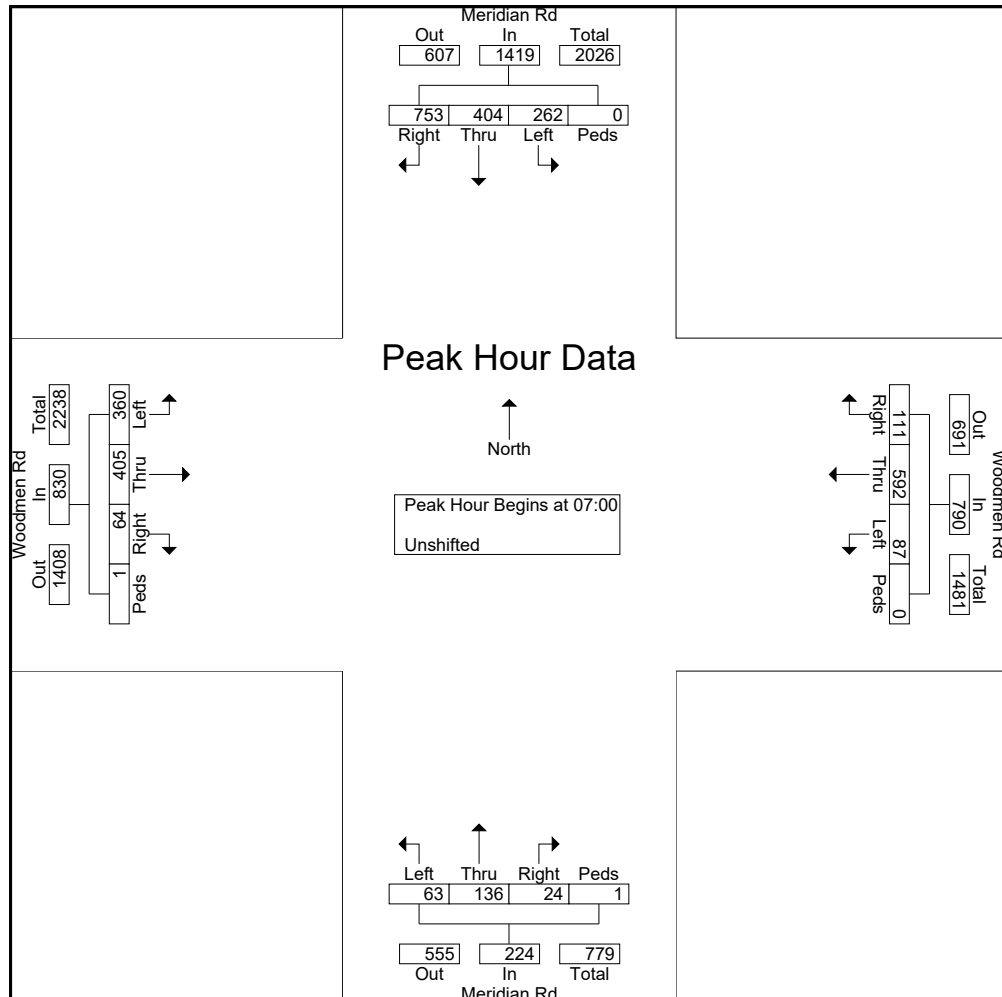 Meridian Rd
Out In Total
607 1419 2026
753 404 262 0
Right Thru Left Peds
Peak Hour Data
North
Peak Hour Begins at 07:00
Unshifted
Woodmen Rd
Total In Out
2238 830 1408
360 405 64 1
Left Thru Right Peds
Right Thru Left Peds
111 592 87 0
Out In Total
691 790 1481
Woodmen Rd
Left Thru Right Peds
63 136 24 1
555 224 779
Out In Total
Meridian Rd